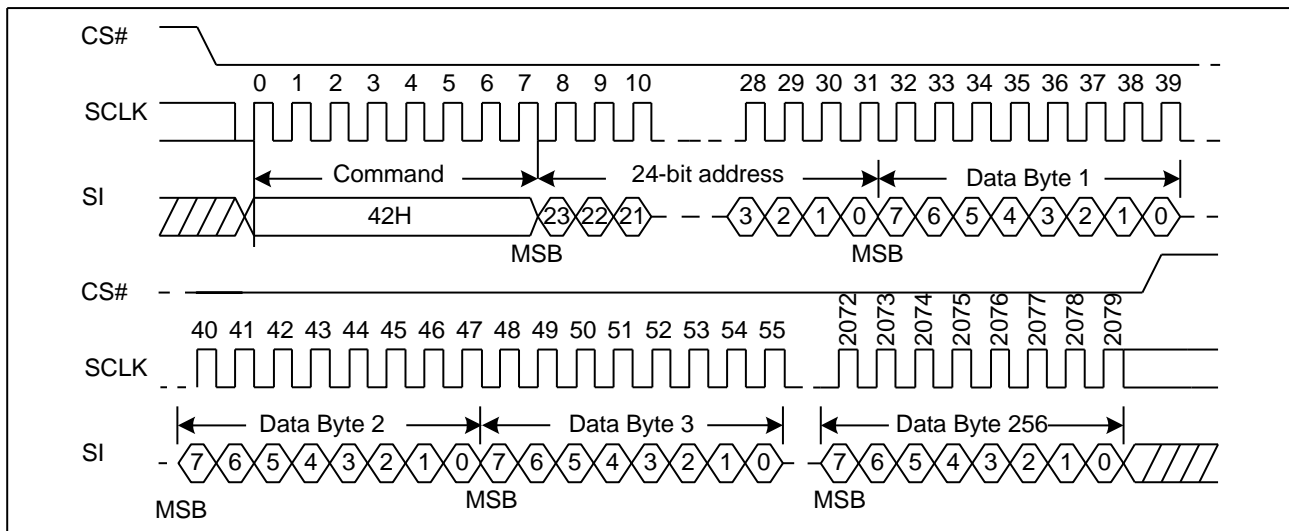 CS#
0 1 2 3 4 5 6 7 8 9 10 28 29 30 31 32 33 34 35 36 37 38 39
SCLK
Command 24-bit address Data Byte 1
SI
42H 23 22 21 3 2 1 0 7 6 5 4 3 2 1 0
MSB MSB
CS#
40 41 42 43 44 45 46 47 48 49 50 51 52 53 54 55 2072 2073 2074 2075 2076 2077 2078 2079
SCLK
Data Byte 2 Data Byte 3 Data Byte 256
SI
7 6 5 4 3 2 1 0 7 6 5 4 3 2 1 0 7 6 5 4 3 2 1 0
MSB MSB MSB